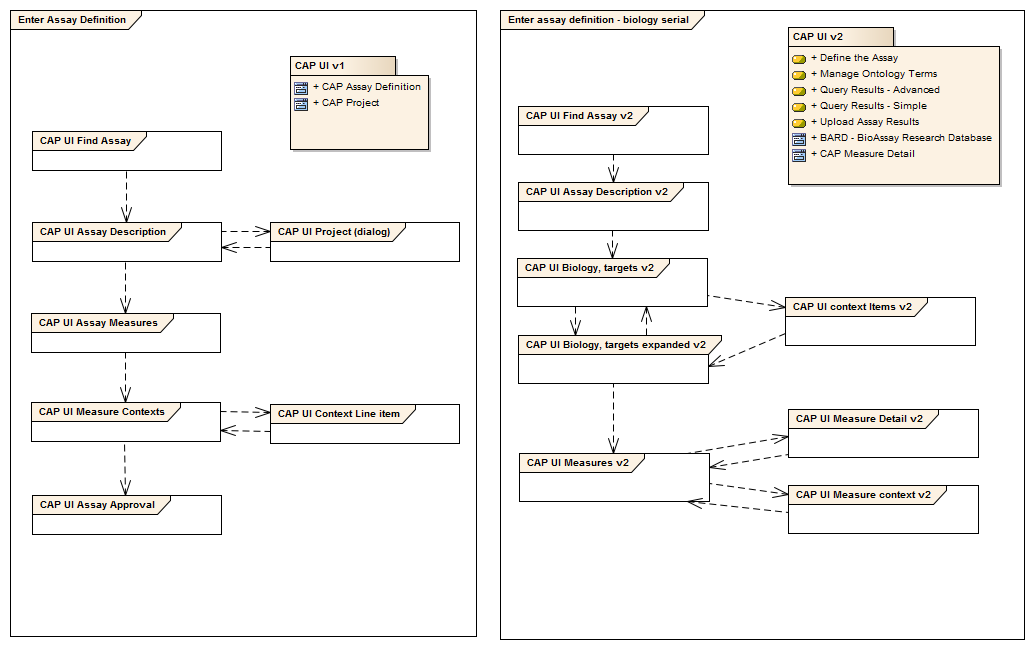 Enter Assay Definition
CAP UI v1
+ CAP Assay Definition
+ CAP Project
CAP UI Find Assay
CAP UI Assay Description
CAP UI Project (dialog)
CAP UI Assay Measures
CAP UI Measure Contexts
CAP UI Context Line item
CAP UI Assay Approval
Enter assay definition - biology serial
CAP UI v2
+ Define the Assay
+ Manage Ontology Terms
+ Query Results - Advanced
+ Query Results - Simple
+ Upload Assay Results
+ BARD - BioAssay Research Database
+ CAP Measure Detail
CAP UI Find Assay v2
CAP UI Assay Description v2
CAP UI Biology, targets v2
CAP UI context Items v2
CAP UI Biology, targets expanded v2
CAP UI Measure Detail v2
CAP UI Measures v2
CAP UI Measure context v2